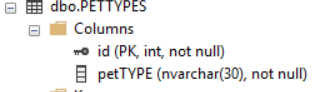 dbo.PETTYPES
Columns
id (PK, int, not null)
petTYPE (nvarchar(30), not null)